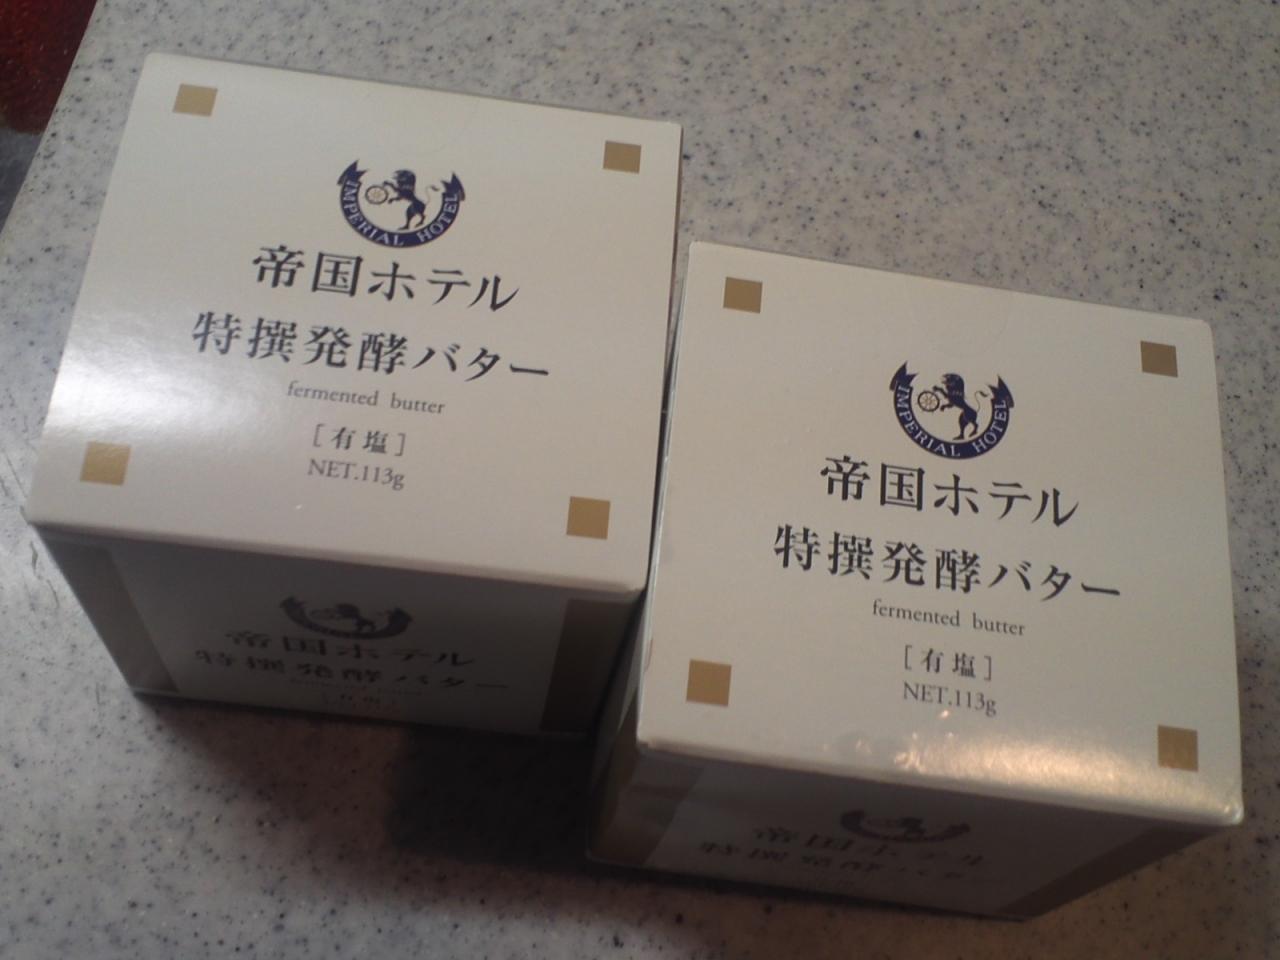 IMPERIAL HOTEL
帝国ホテル
特撰発酵バター
fermented butter
[有塩]
NET.113g
帝国ホテル
特撰発酵バター
IMPERIAL HOTEL
帝国ホテル
特撰発酵バター
fermented butter
[有塩]
NET.113g
帝国ホテル
特撰発酵バター